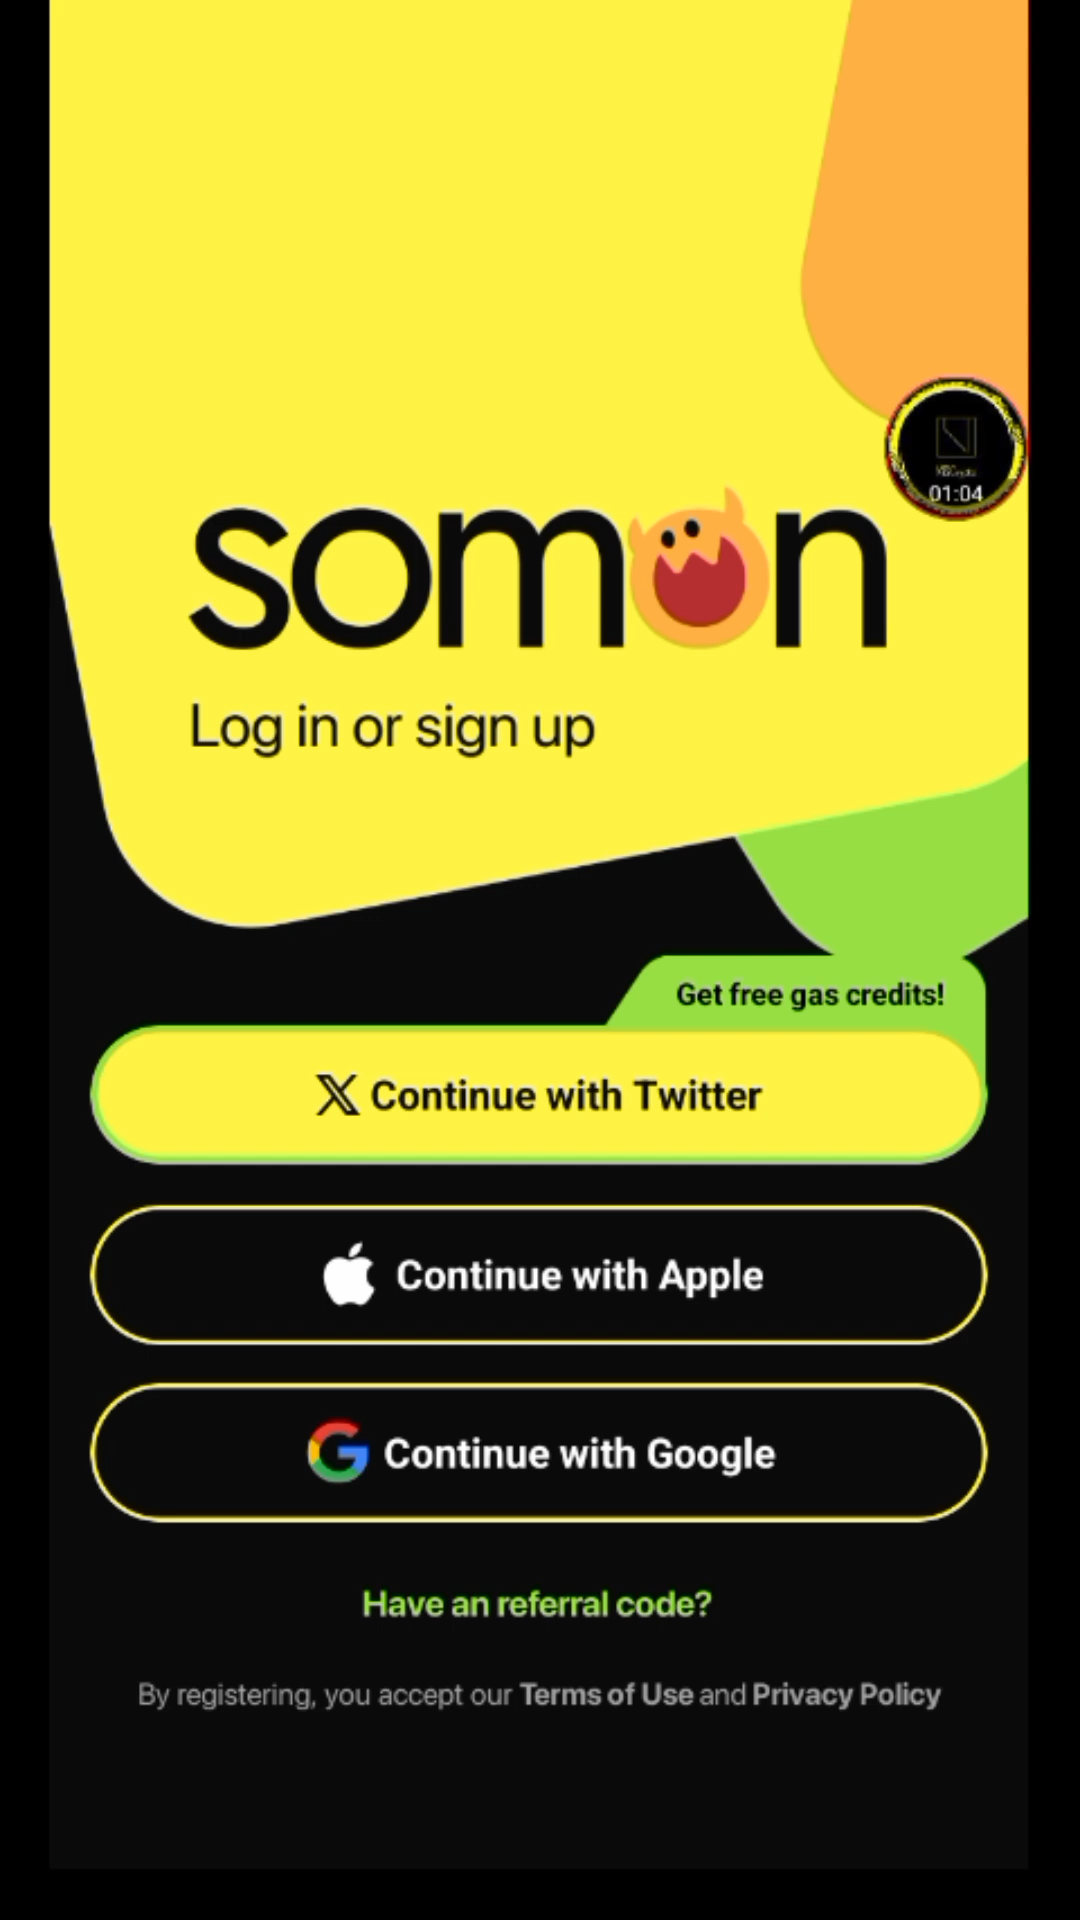 somon
Log in or sign up
01:04
Get free gas credits!
X Continue with Twitter
Continue with Apple
Continue with Google
Have an referral code?
By registering, you accept our Terms of Use and Privacy Policy